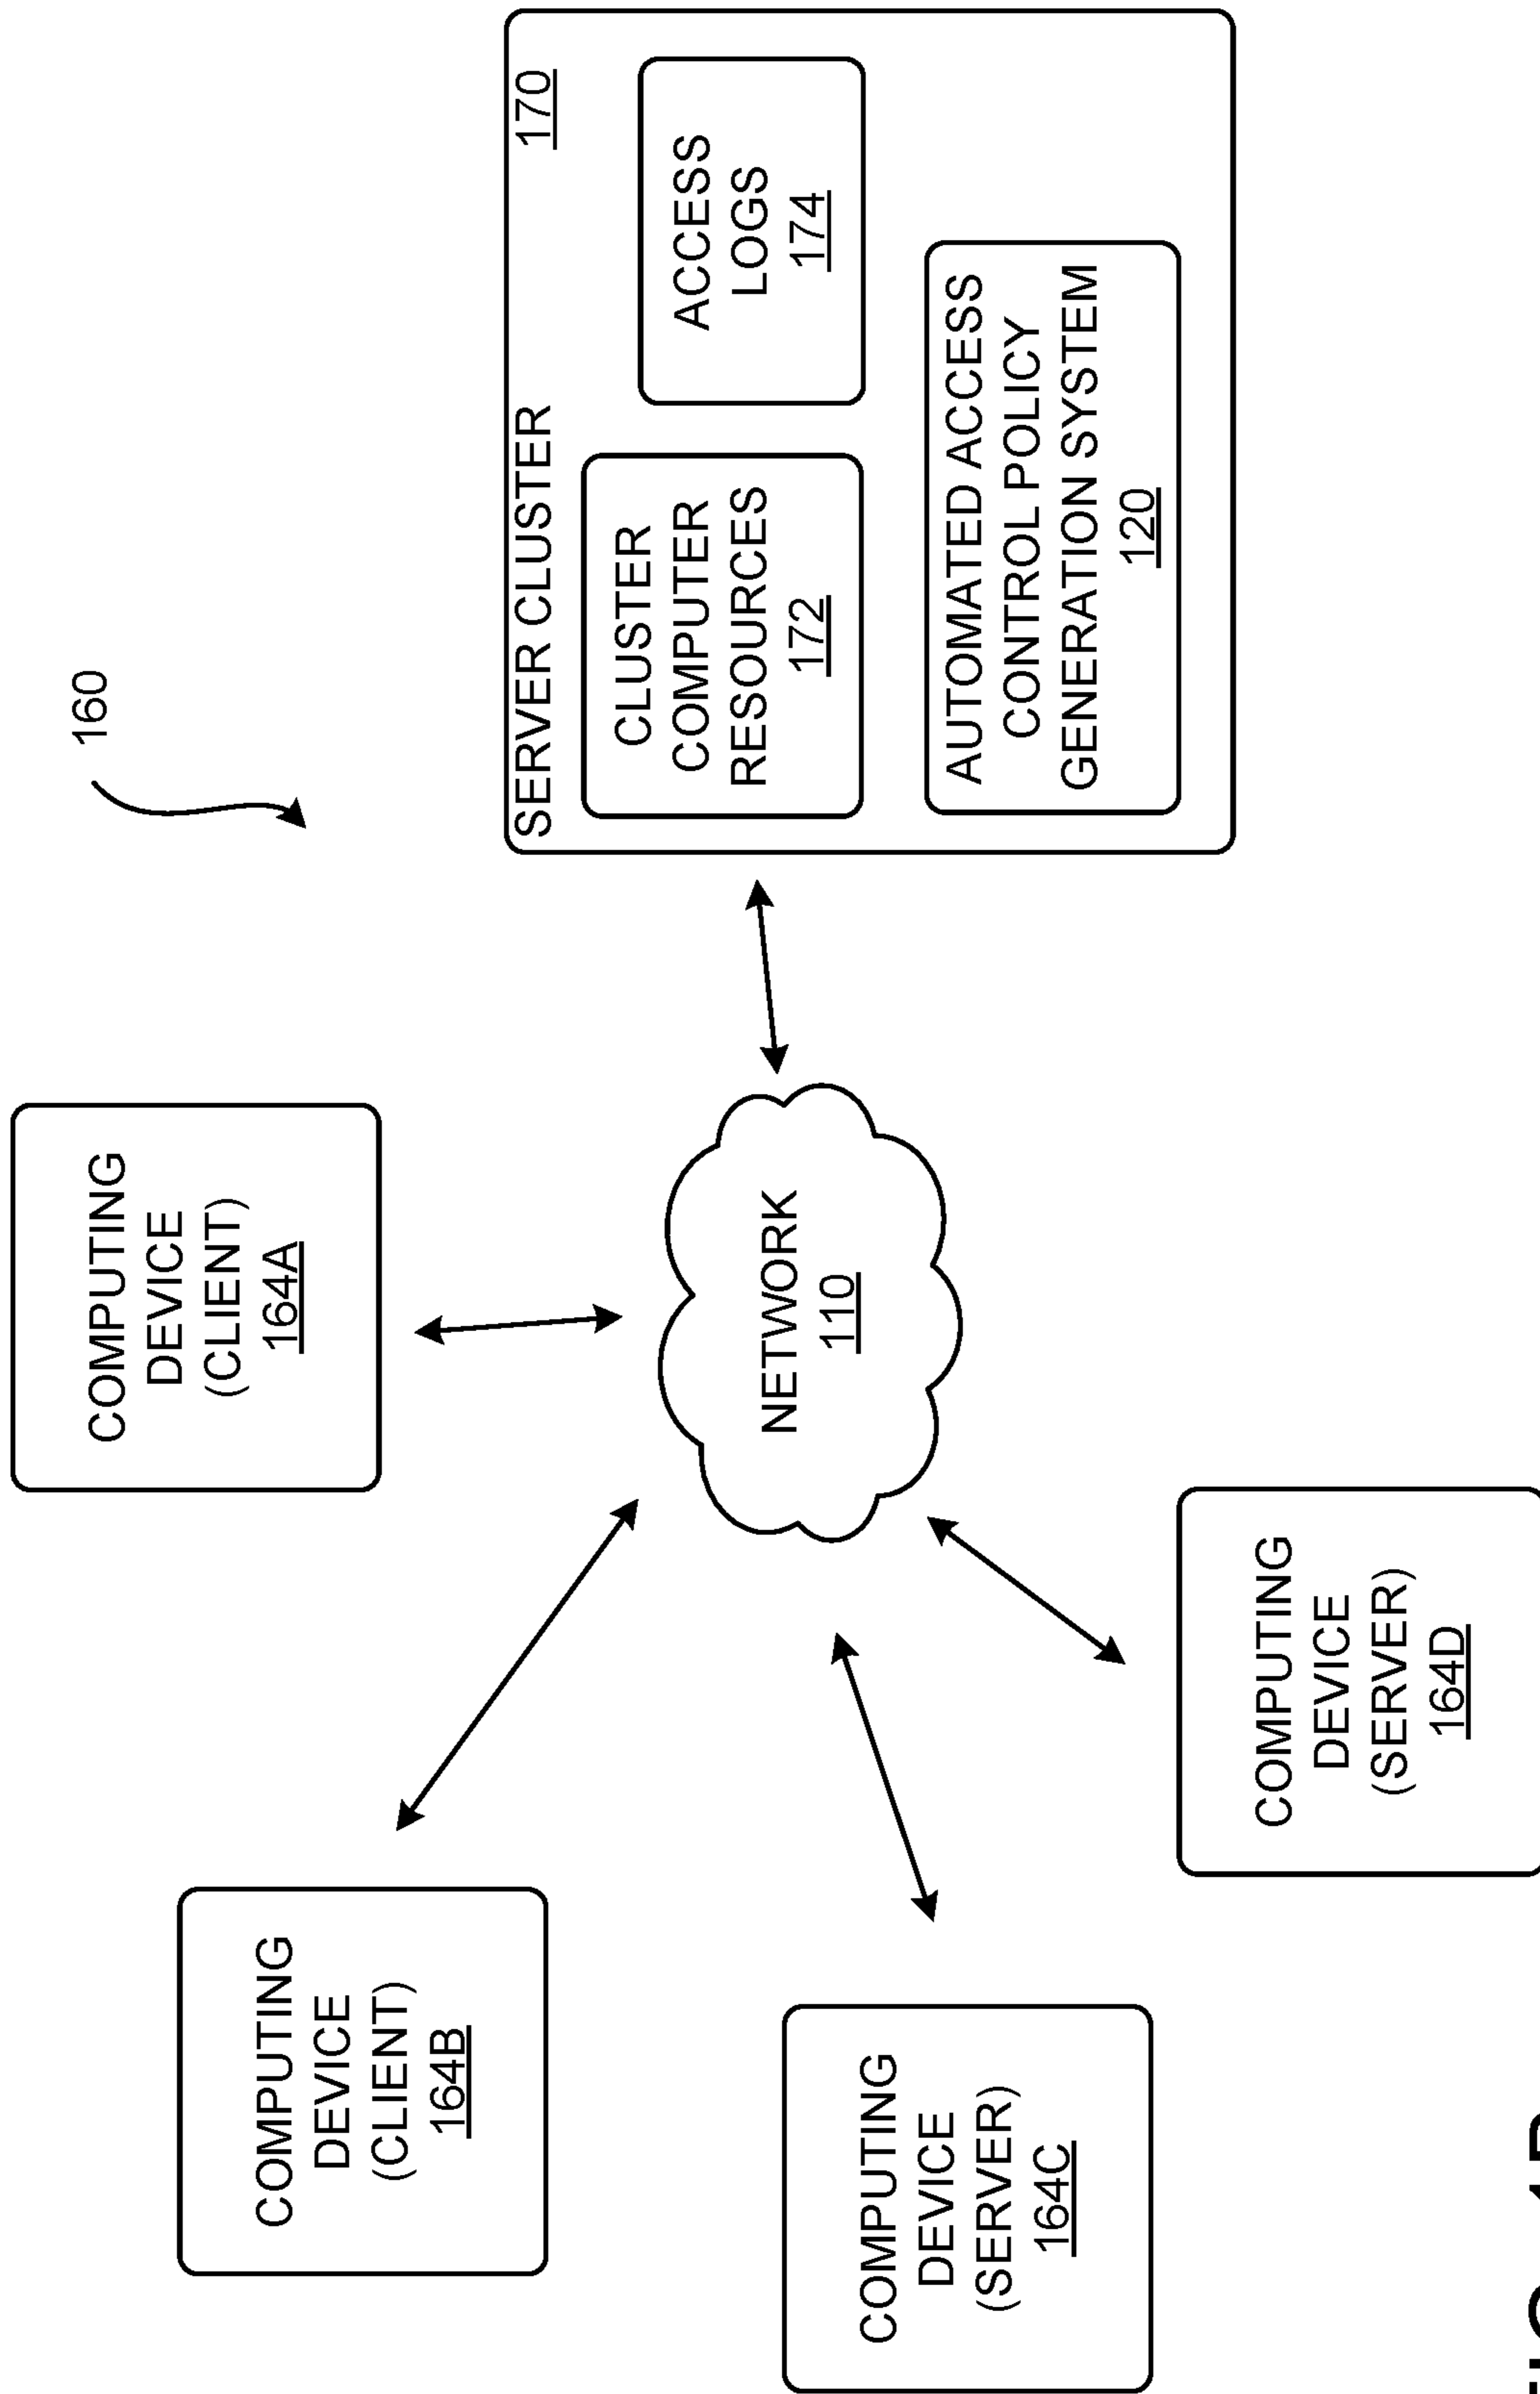 160
COMPUTING
DEVICE
(CLIENT)
164A
COMPUTING
DEVICE
(CLIENT)
164B
SERVER CLUSTER 170
CLUSTER
COMPUTER
RESOURCES
172
ACCESS
LOGS
174
AUTOMATED ACCESS
CONTROL POLICY
GENERATION SYSTEM
120
NETWORK
110
COMPUTING
DEVICE
(SERVER)
164C
COMPUTING
DEVICE
(SERVER)
164D